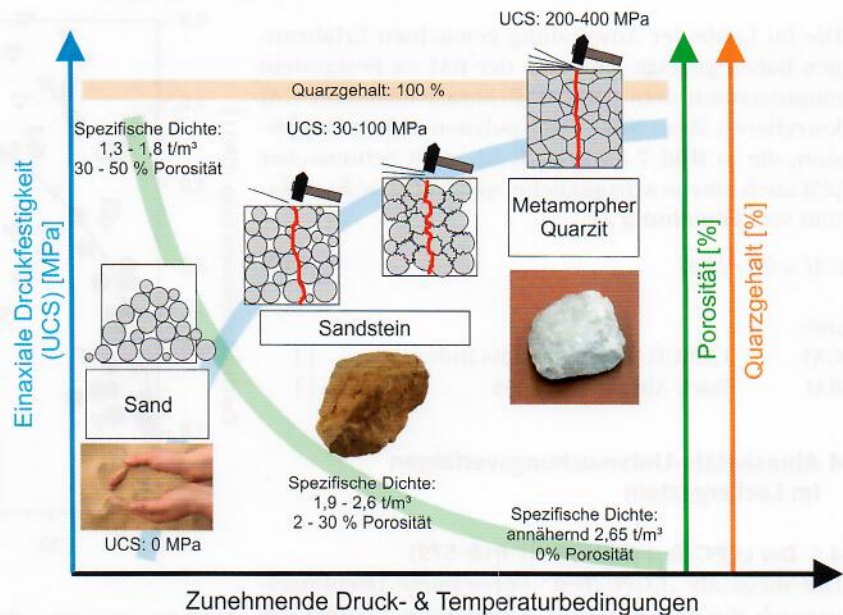 UCS: 200-400 MPa
Quarzgehalt: 100 %
Spezifische Dichte:
1,3 - 1,8 t/m³
30 - 50 % Porosität
UCS: 30-100 MPa
Metamorpher
Quarzit
Sandstein
Sand
Einaxiale Drcukfestigkeit
(UCS) [MPa]
Porosität [%]
Quarzgehalt [%]
UCS: 0 MPa
Spezifische Dichte:
1,9 - 2,6 t/m³
2 - 30 % Porosität
Spezifische Dichte:
annähernd 2,65 t/m³
0% Porosität
Zunehmende Druck- & Temperaturbedingungen